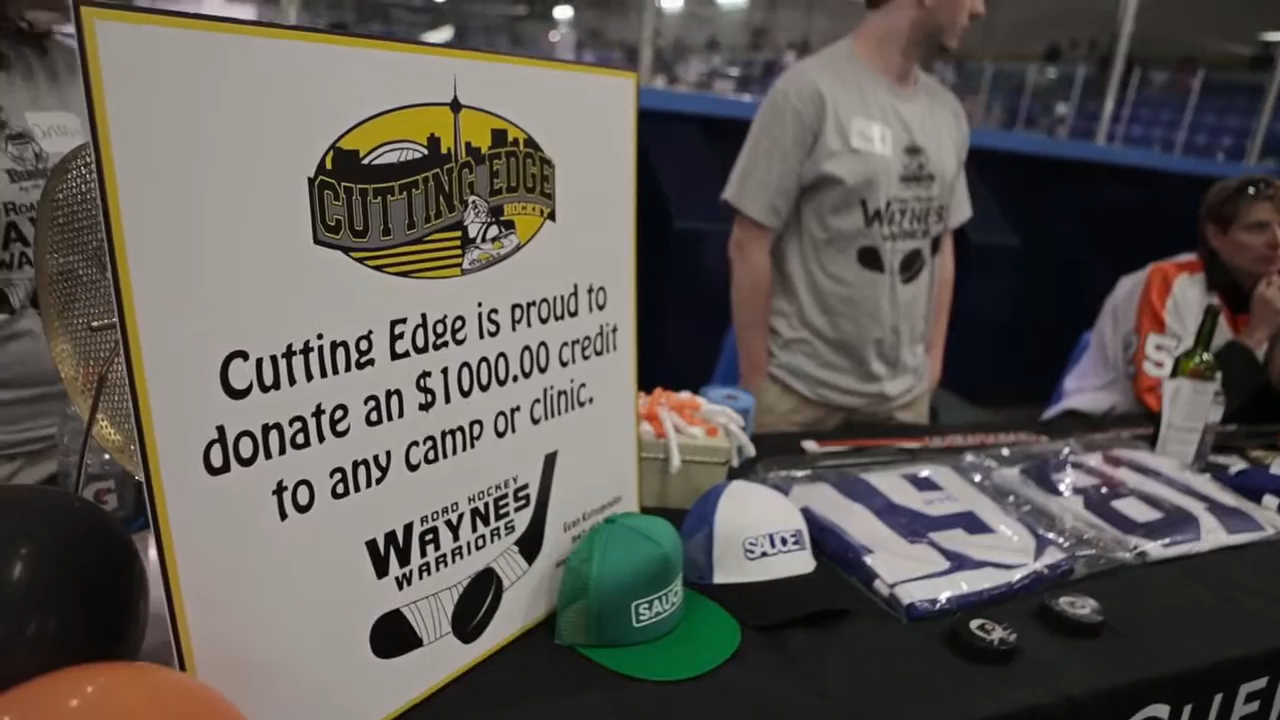 CUTTING EDGE
HOCKEY
Cutting Edge is proud to
donate an $1000.00 credit
to any camp or clinic.
ROAD HOCKEY
WAYNES
WARRIORS
SAUCE
SAUCE
WAYNES
S